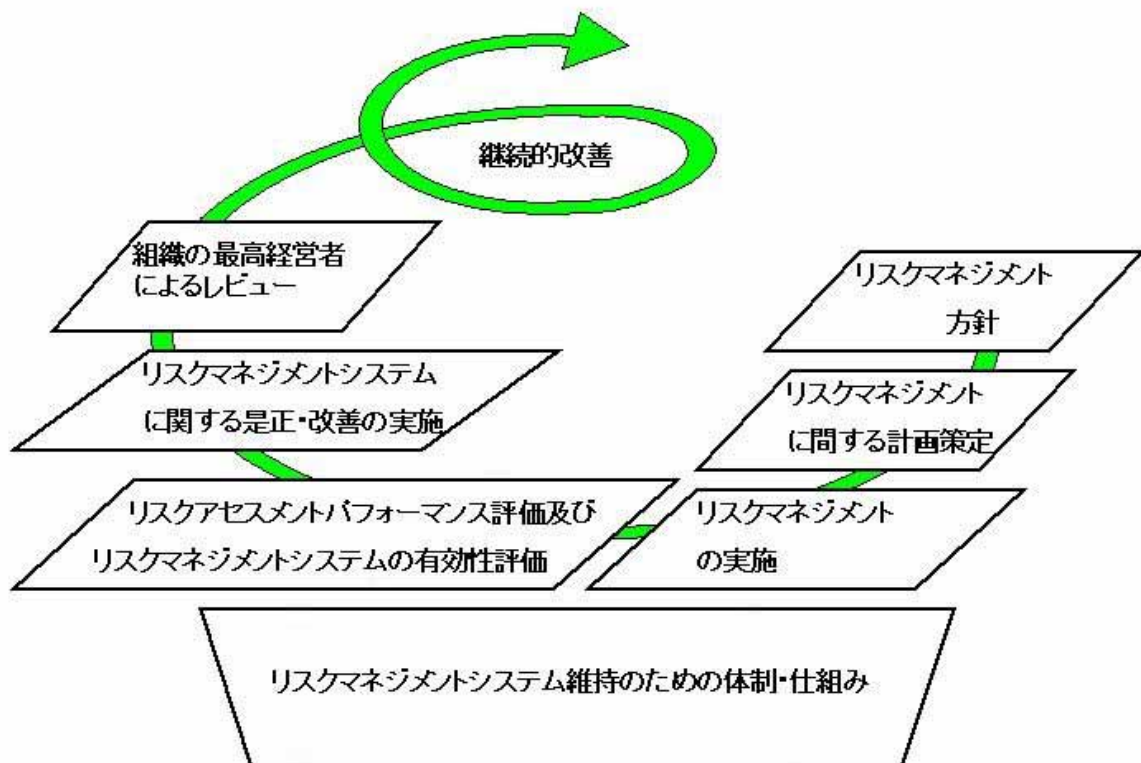 継続的改善
組織の最高経営者
によるレビュー
リスクマネジメント
方針
リスクマネジメントシステム
に関する是正・改善の実施
リスクマネジメント
に間する計画策定
リスクアセスメントパフォーマンス評価及び
リスクマネジメントシステムの有効性評価
リスクマネジメント
の実施
リスクマネジメントシステム維持のための体制・仕組み